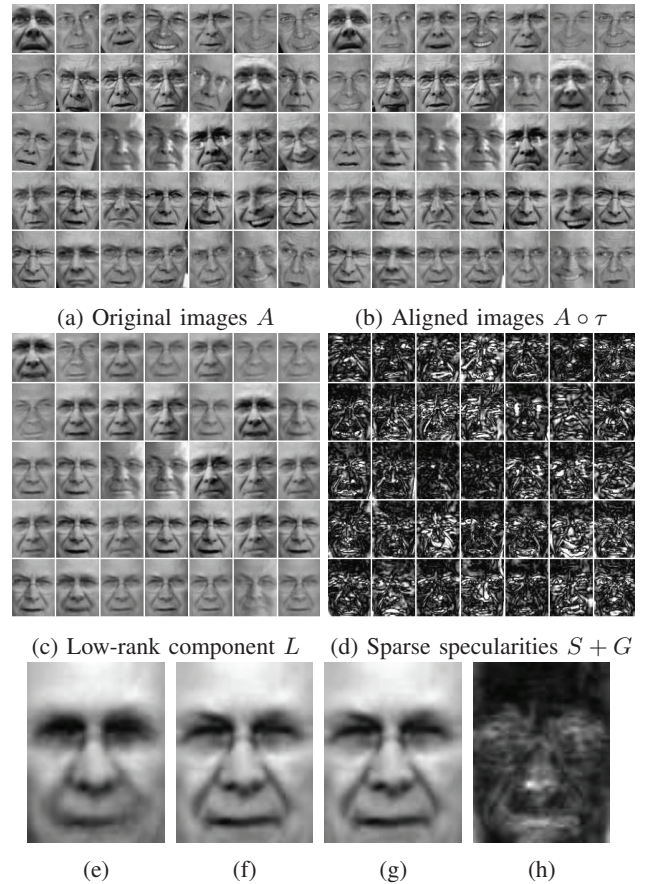 (a) Original images A
(b) Aligned images A ∘ τ
(c) Low-rank component L
(d) Sparse specularities S + G
(e)
(f)
(g)
(h)